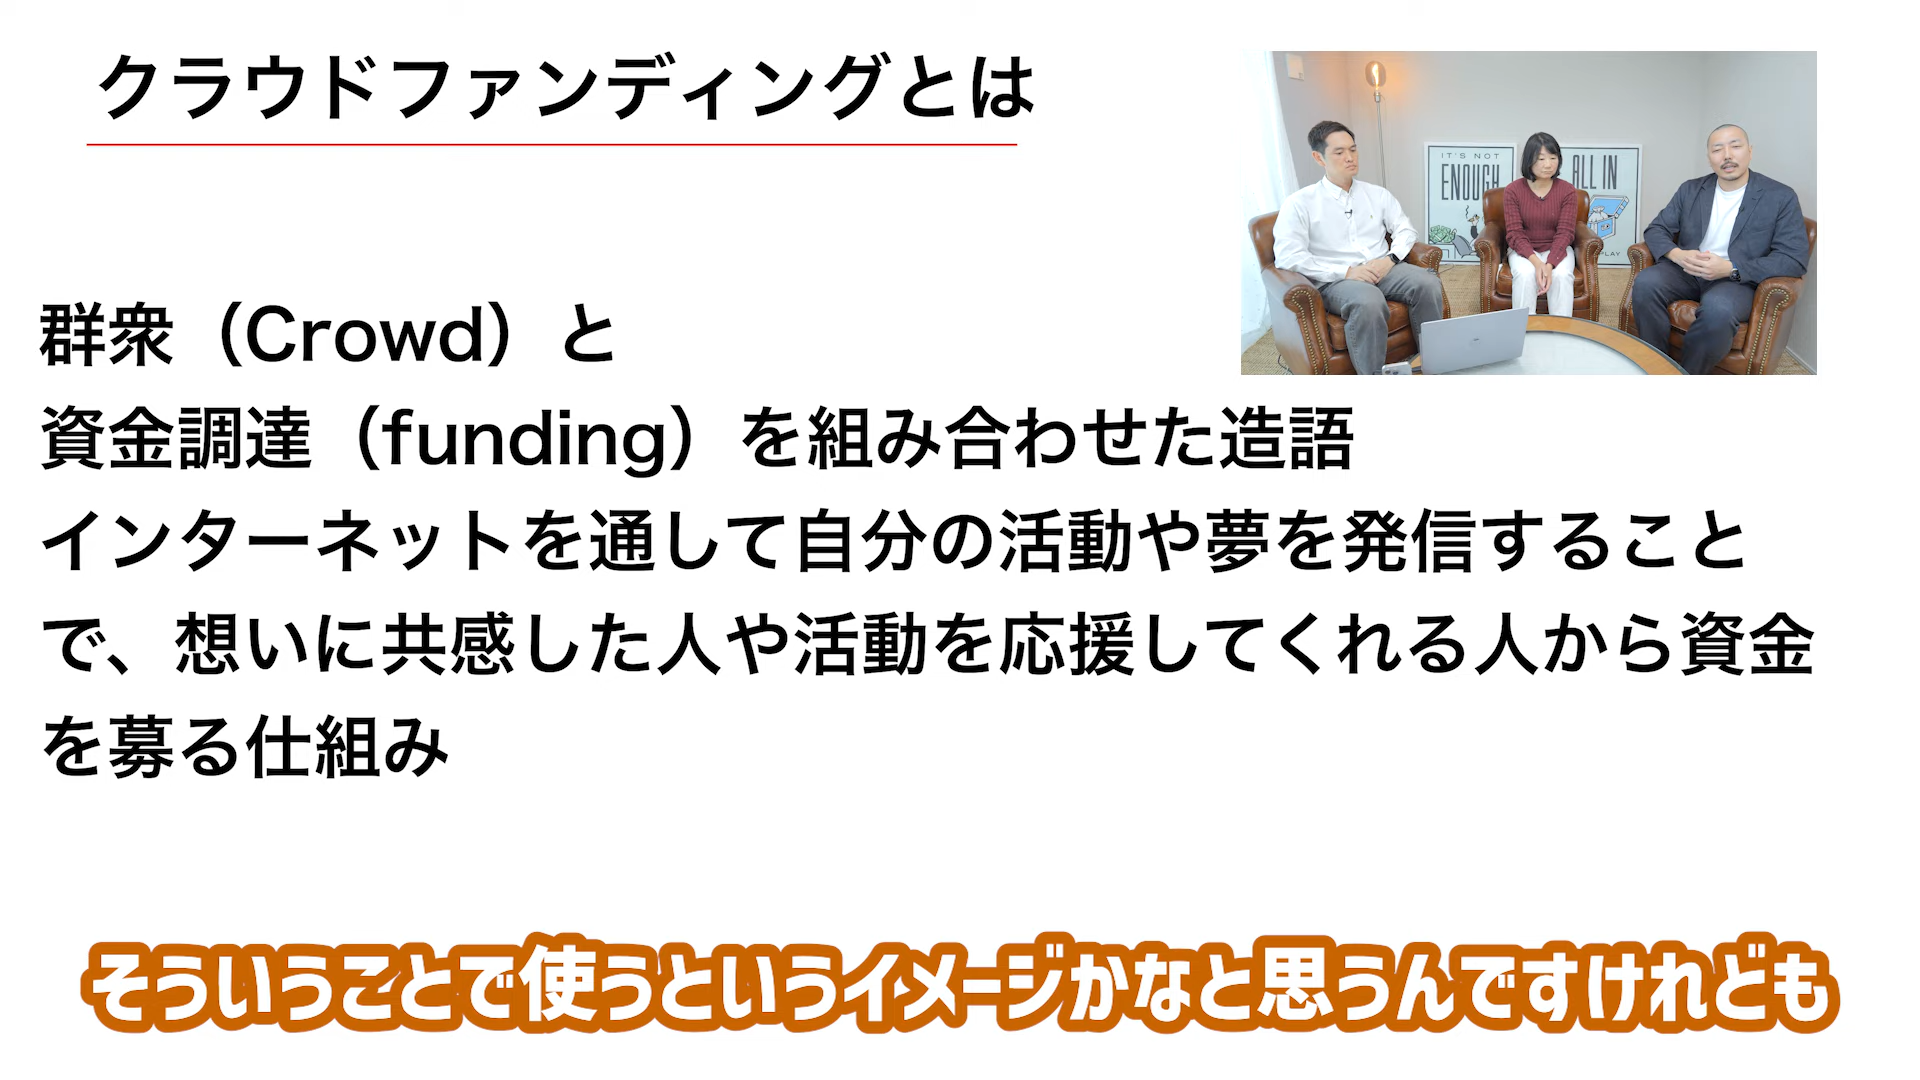 クラウドファンディングとは
IT'S NOT
ENOUGH
ALL IN
PLAY
群衆（Crowd）と
資金調達（funding）を組み合わせた造語
インターネットを通して自分の活動や夢を発信すること
で、想いに共感した人や活動を応援してくれる人から資金
を募る仕組み
そういうことで使うというイメージかなと思うんですけれども